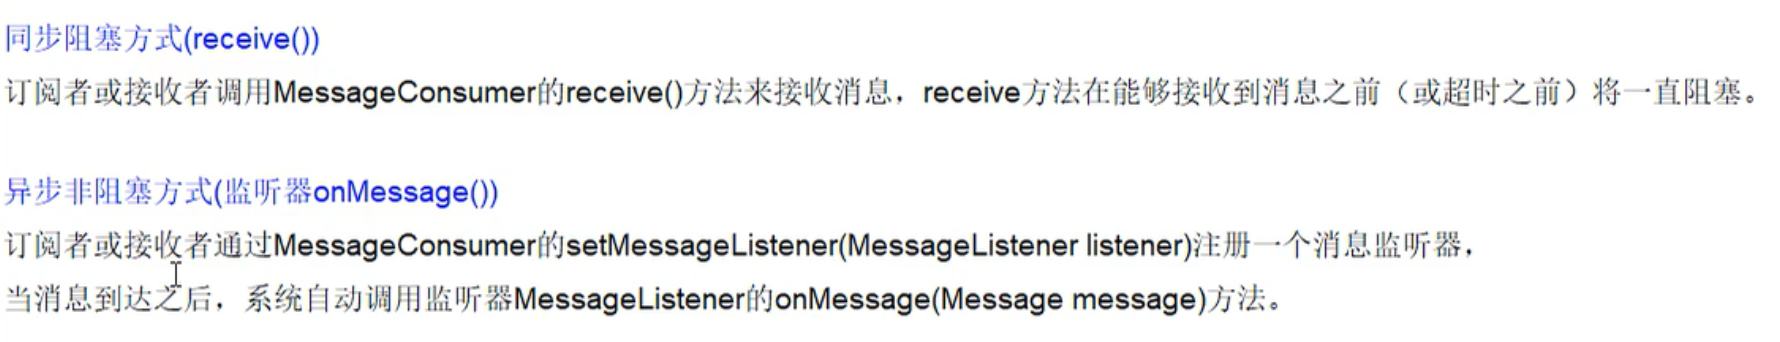 同步阻塞方式(receive())
订阅者或接收者调用MessageConsumer的receive()方法来接收消息，receive方法在能够接收到消息之前（或超时之前）将一直阻塞。
异步非阻塞方式(监听器onMessage())
订阅者或接收者通过MessageConsumer的setMessageListener(MessageListener listener)注册一个消息监听器，
当消息到达之后，系统自动调用监听器MessageListener的onMessage(Message message)方法。